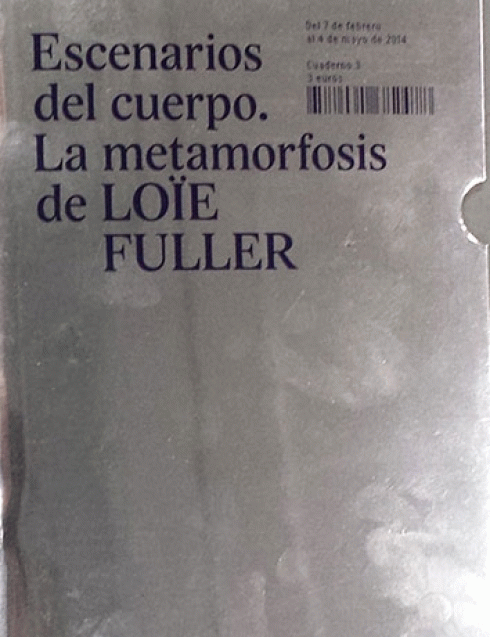 Escenarios
del cuerpo.
La metamorfosis
de LOÏE
FULLER
Del 7 de febrero
al 4 de mayo de 2014
Cuaderno 3
3 euros